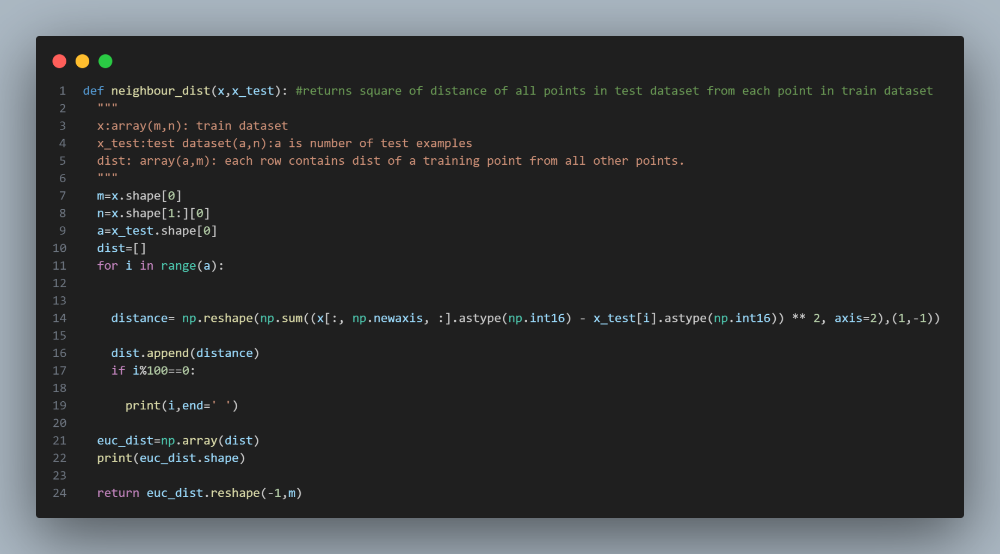 1 def neighbour_dist(x,x_test): #returns square of distance of all points in test dataset from each point in train dataset
2   """
3   x:array(m,n): train dataset
4   x_test:test dataset(a,n):a is number of test examples
5   dist: array(a,m): each row contains dist of a training point from all other points.
6   """
7   m=x.shape[0]
8   n=x.shape[1:][0]
9   a=x_test.shape[0]
10   dist=[]
11   for i in range(a):
12
13
14     distance= np.reshape(np.sum((x[:, np.newaxis, :].astype(np.int16) - x_test[i].astype(np.int16)) ** 2, axis=2),(1,-1))
15
16     dist.append(distance)
17     if i%100==0:
18
19       print(i,end=' ')
20
21   euc_dist=np.array(dist)
22   print(euc_dist.shape)
23
24   return euc_dist.reshape(-1,m)